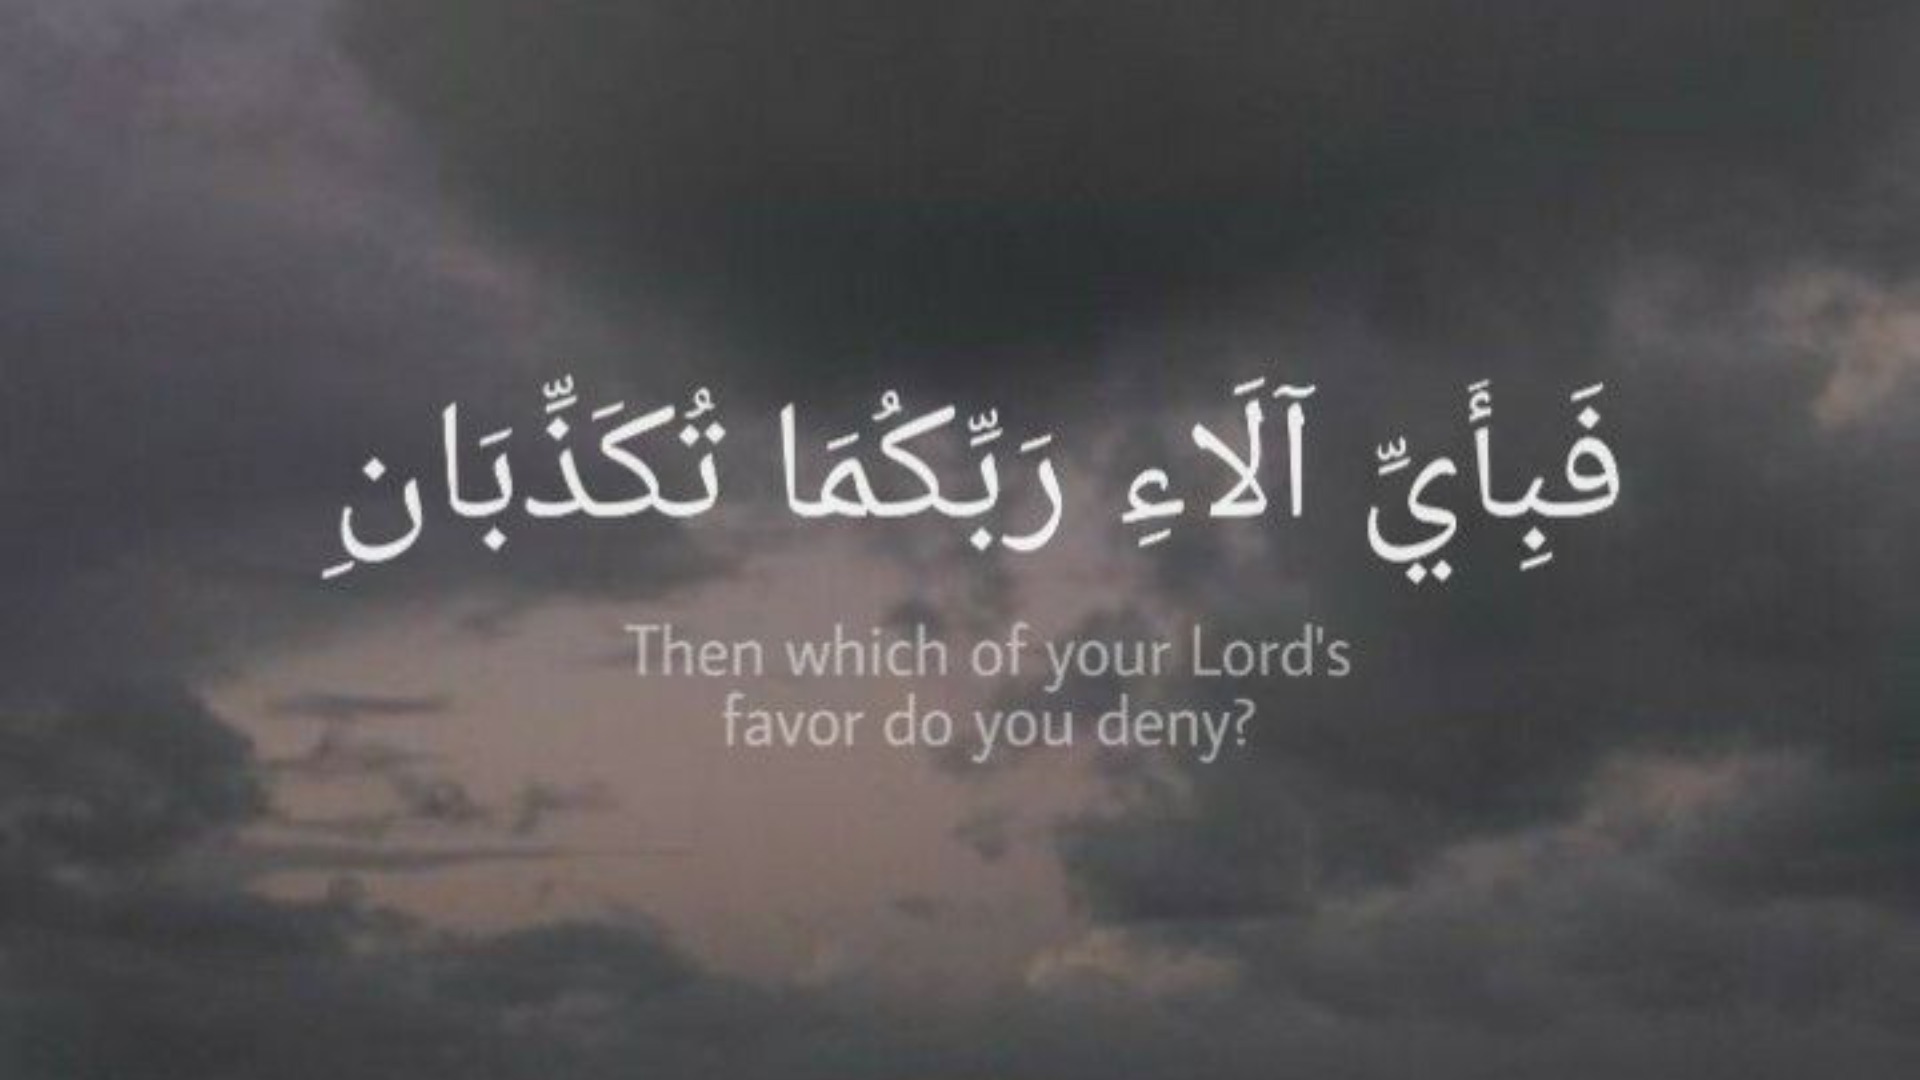 فَبِأَيِّ آلَاءِ رَبِّكُمَا تُكَذِّبَانِ
Then which of your Lord's
favor do you deny?